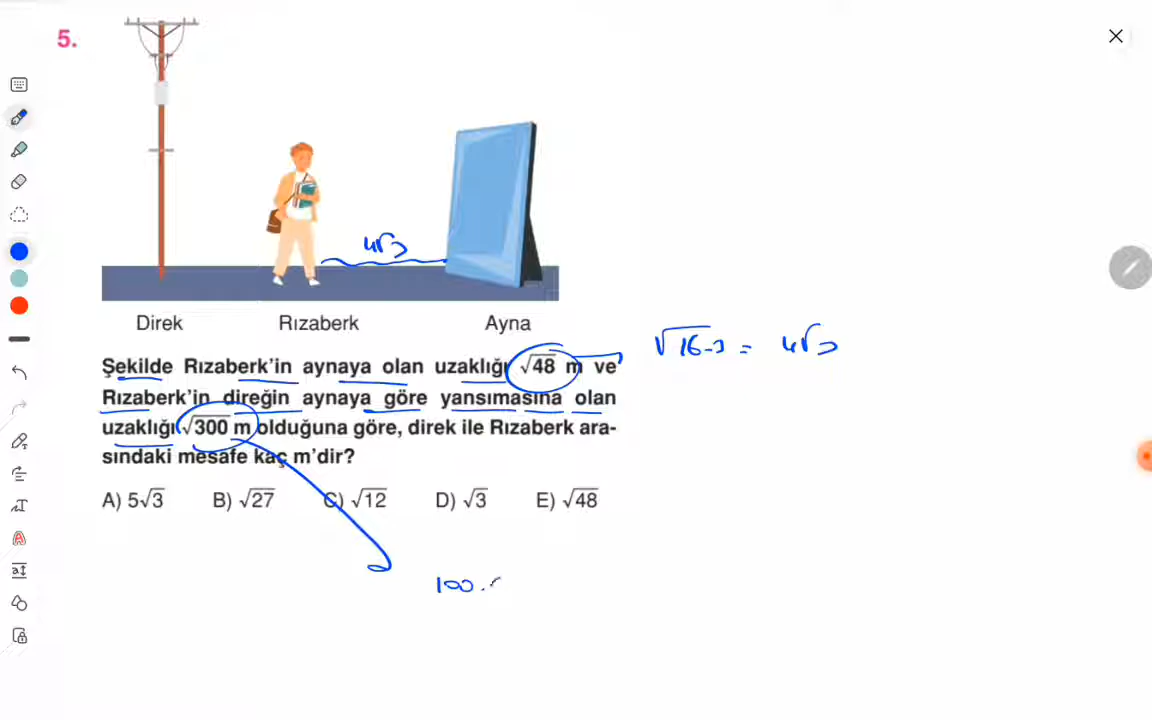 5.
4√3
Direk Rızaberk Ayna
Şekilde Rızaberk'in aynaya olan uzaklığı √48 m ve
√16.3 = 4√3
Rızaberk'in direğin aynaya göre yansımasına olan
uzaklığı √300 m olduğuna göre, direk ile Rızaberk ara-
sındaki mesafe kaç m'dir?
A) 5√3 B) √27 C) √12 D) √3 E) √48
100.